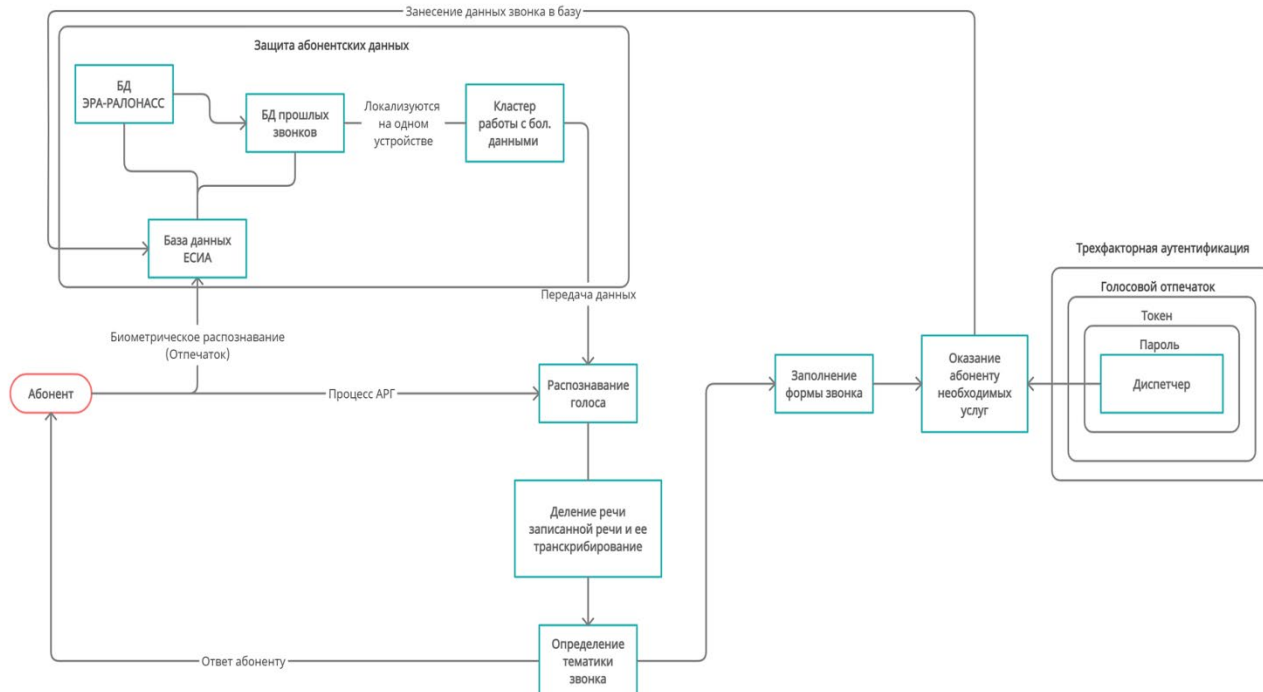 Занесение данных звонка в базу
Защита абонентских данных
БД
ЭРА-РАЛОНАСС
БД прошлых
звонков
Локализуются
на одном
устройстве
Кластер
работы с бол.
данными
База данных
ЕСИА
Передача данных
Биометрическое распознавание
(Отпечаток)
Абонент
Процесс АРГ
Распознавание
голоса
Деление речи
записанной речи и ее
транскрибирование
Определение
тематики
звонка
Ответ абоненту
Заполнение
формы звонка
Оказание
абоненту
необходимых
услуг
Трехфакторная аутентификация
Голосовой отпечаток
Токен
Пароль
Диспетчер